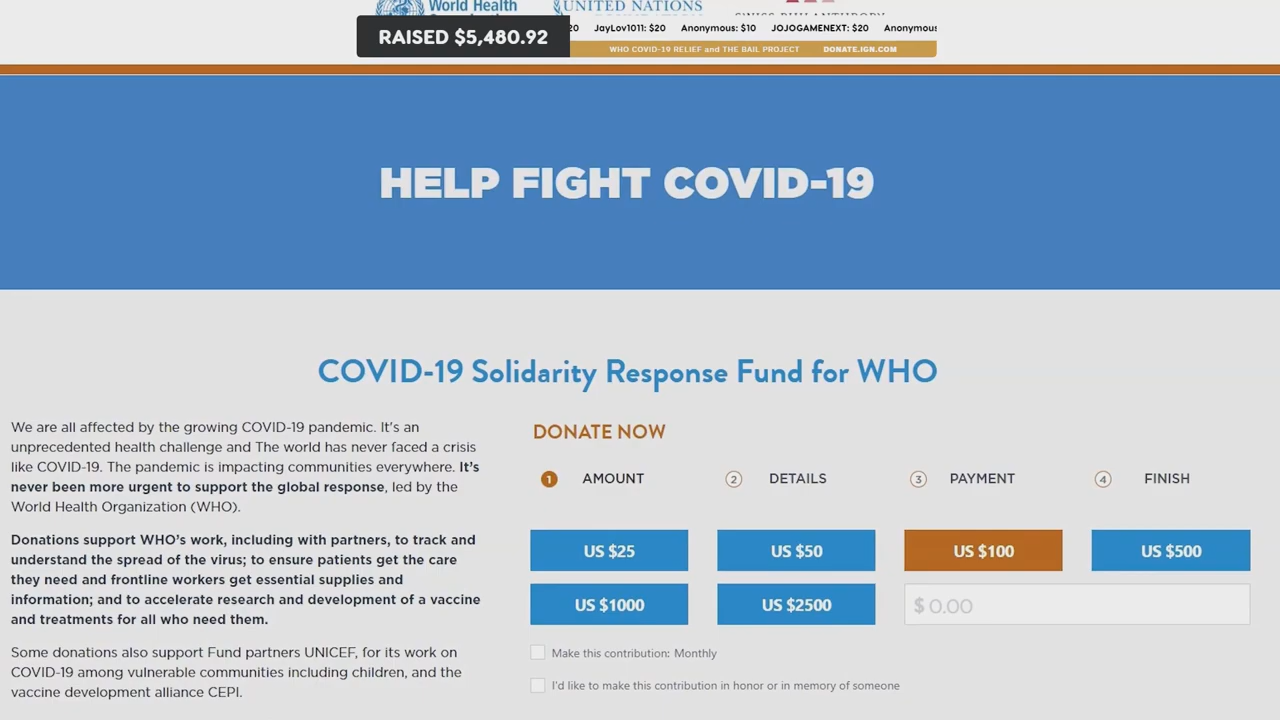 World Health
UNITED NATIONS
RAISED $5,480.92
20 JayLov1011: $20 Anonymous: $10 JOJOGAMENEXT: $20 Anonymous
WHO COVID-19 RELIEF and THE BAIL PROJECT DONATE.IGN.COM
HELP FIGHT COVID-19
COVID-19 Solidarity Response Fund for WHO
We are all affected by the growing COVID-19 pandemic. It's an
unprecedented health challenge and The world has never faced a crisis
like COVID-19. The pandemic is impacting communities everywhere. It's
never been more urgent to support the global response, led by the
World Health Organization (WHO).
Donations support WHO's work, including with partners, to track and
understand the spread of the virus; to ensure patients get the care
they need and frontline workers get essential supplies and
information; and to accelerate research and development of a vaccine
and treatments for all who need them.
Some donations also support Fund partners UNICEF, for its work on
COVID-19 among vulnerable communities including children, and the
vaccine development alliance CEPI.
DONATE NOW
1 AMOUNT 2 DETAILS 3 PAYMENT 4 FINISH
US $25 US $50 US $100 US $500
US $1000 US $2500 $ 0.00
Make this contribution: Monthly
I'd like to make this contribution in honor or in memory of someone